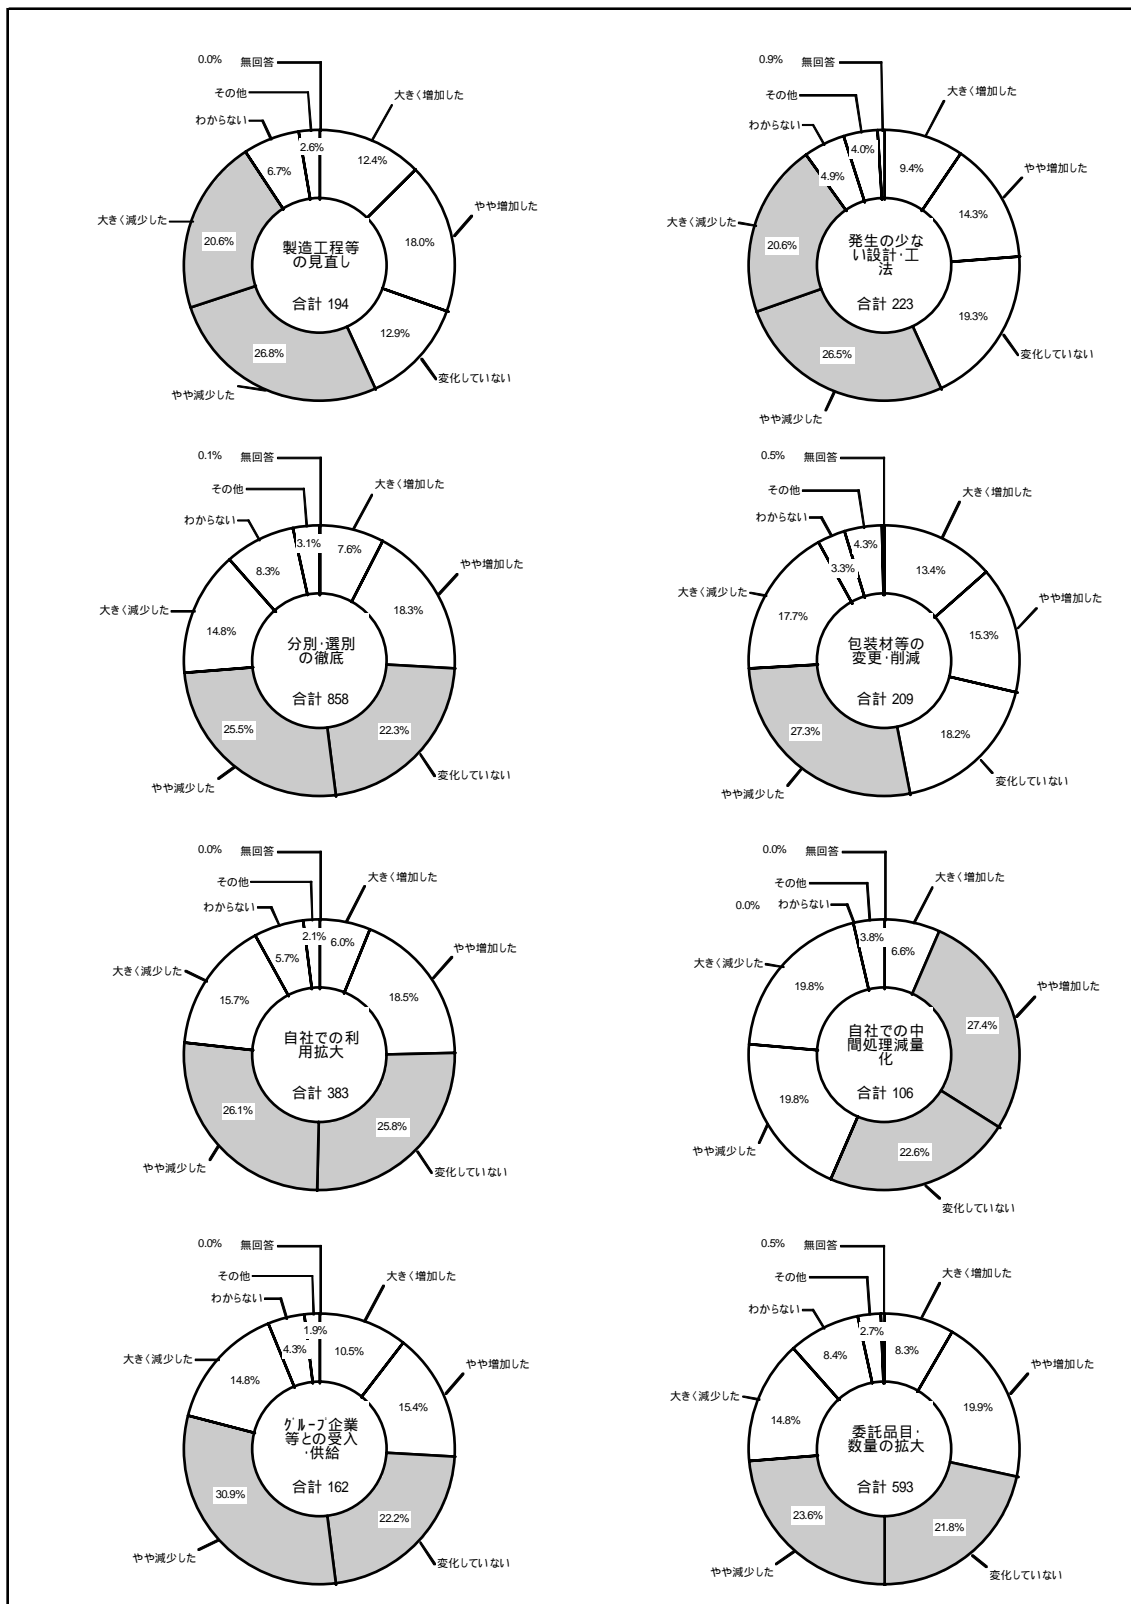 0.0% 無回答
その他
わからない
大きく増加した
2.6%
12.4%
6.7%
大きく減少した
やや増加した
20.6%
18.0%
製造工程等
の見直し
合計 194
12.9%
26.8%
変化していない
やや減少した
0.9% 無回答
その他
大きく増加した
わからない
4.0%
9.4%
4.9%
やや増加した
14.3%
大きく減少した
20.6%
発生の少な
い設計・工
法
合計 223
19.3%
26.5%
変化していない
やや減少した
0.1% 無回答
その他
大きく増加した
わからない
3.1%
7.6%
8.3%
やや増加した
大きく減少した
14.8%
18.3%
分別・選別
の徹底
合計 858
25.5%
22.3%
変化していない
やや減少した
0.5% 無回答
その他
大きく増加した
わからない
4.3%
3.3%
13.4%
大きく減少した
やや増加した
17.7%
15.3%
包装材等の
変更・削減
合計 209
27.3%
18.2%
変化していない
やや減少した
0.0% 無回答
その他
大きく増加した
わからない
2.1%
6.0%
5.7%
やや増加した
大きく減少した
15.7%
18.5%
自社での利
用拡大
合計 383
26.1%
25.8%
やや減少した
変化していない
0.0% 無回答
その他
大きく増加した
0.0% わからない
3.8%
6.6%
大きく減少した
やや増加した
19.8%
27.4%
自社での中
間処理減量
化
合計 106
19.8%
22.6%
やや減少した
変化していない
0.0% 無回答
その他
大きく増加した
わからない
1.9%
4.3%
10.5%
大きく減少した
やや増加した
14.8%
15.4%
グループ企業
等との受入
・供給
合計 162
30.9%
22.2%
やや減少した
変化していない
0.5% 無回答
その他
大きく増加した
わからない
2.7%
8.3%
8.4%
やや増加した
大きく減少した
14.8%
19.9%
委託品目・
数量の拡大
合計 593
23.6%
21.8%
やや減少した
変化していない